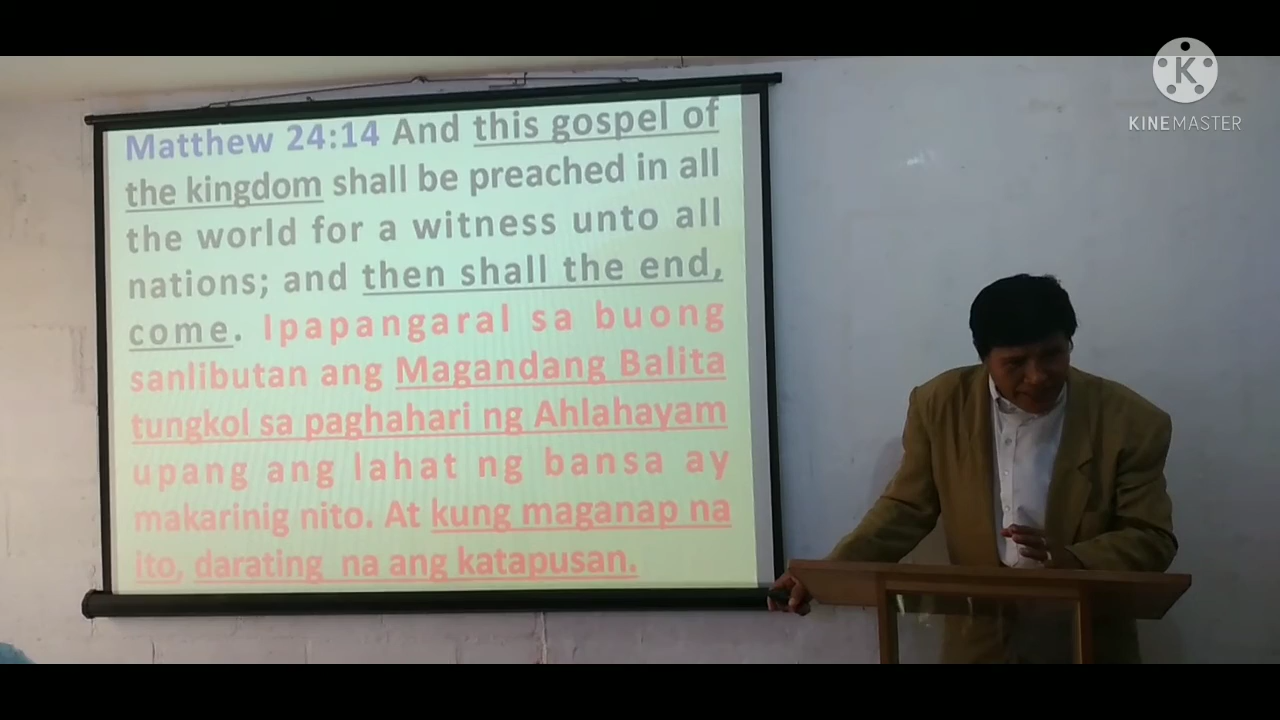 Matthew 24:14 And this gospel of
the kingdom shall be preached in all
the world for a witness unto all
nations; and then shall the end,
come. Ipapangaral sa buong
sanlibutan ang Magandang Balita
tungkol sa paghahari ng Ahlahayam
upang ang lahat ng bansa ay
makarinig nito. At kung maganap na
ito, darating na ang katapusan.
K
KINEMASTER